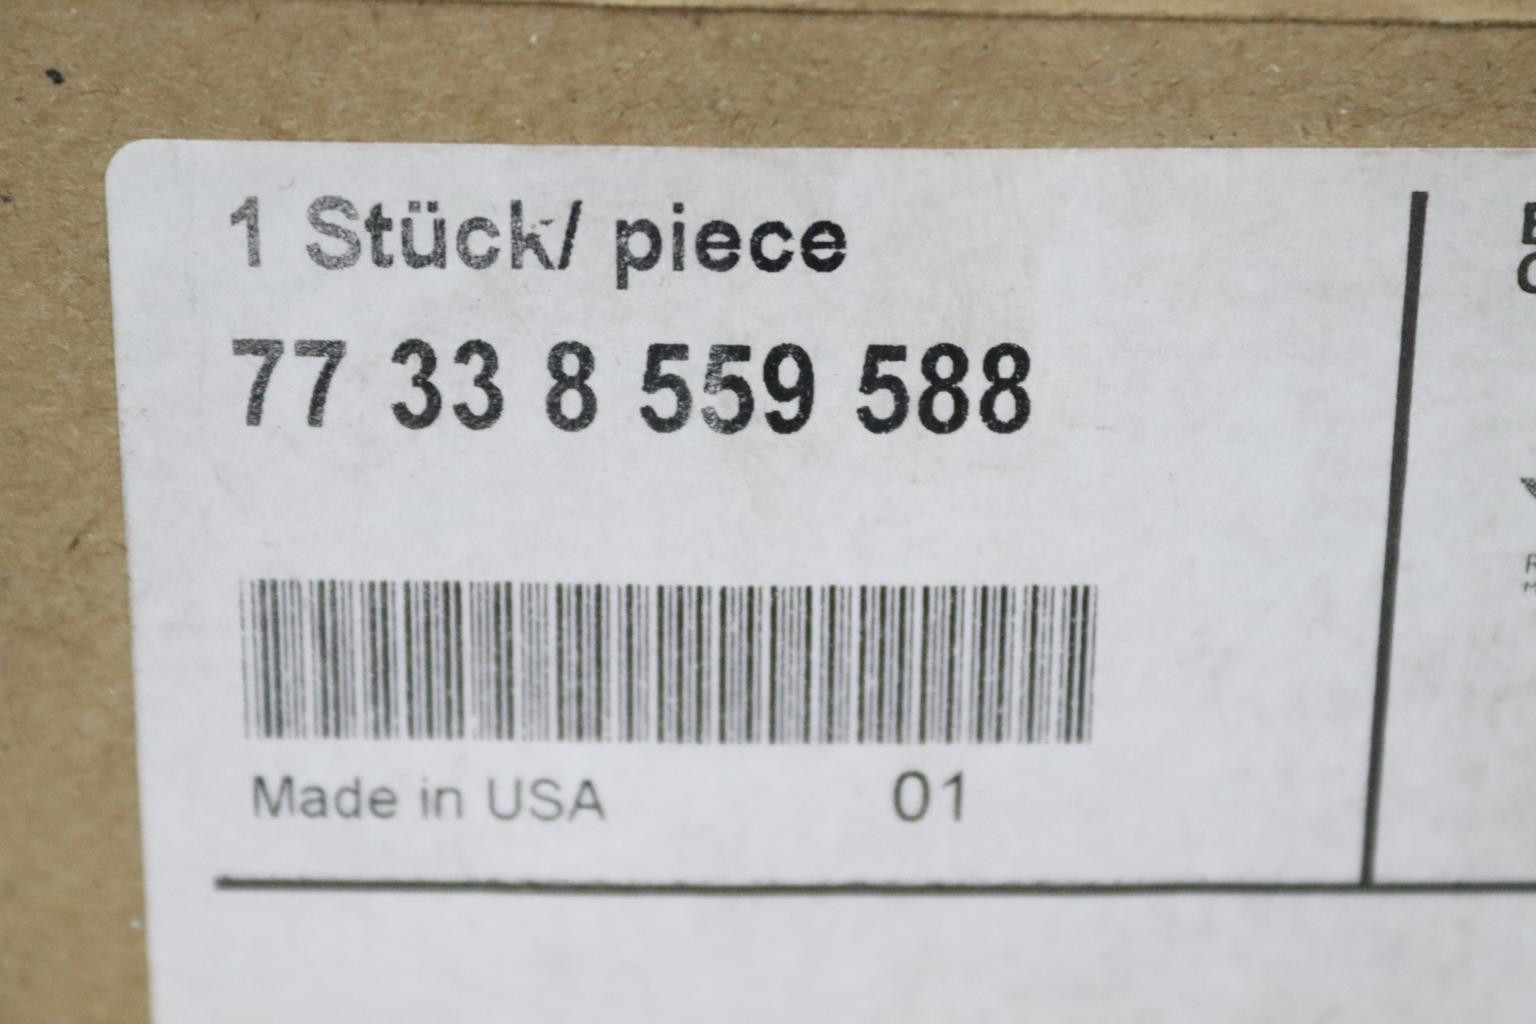 1 Stück/ piece
77 33 8 559 588
Made in USA 01